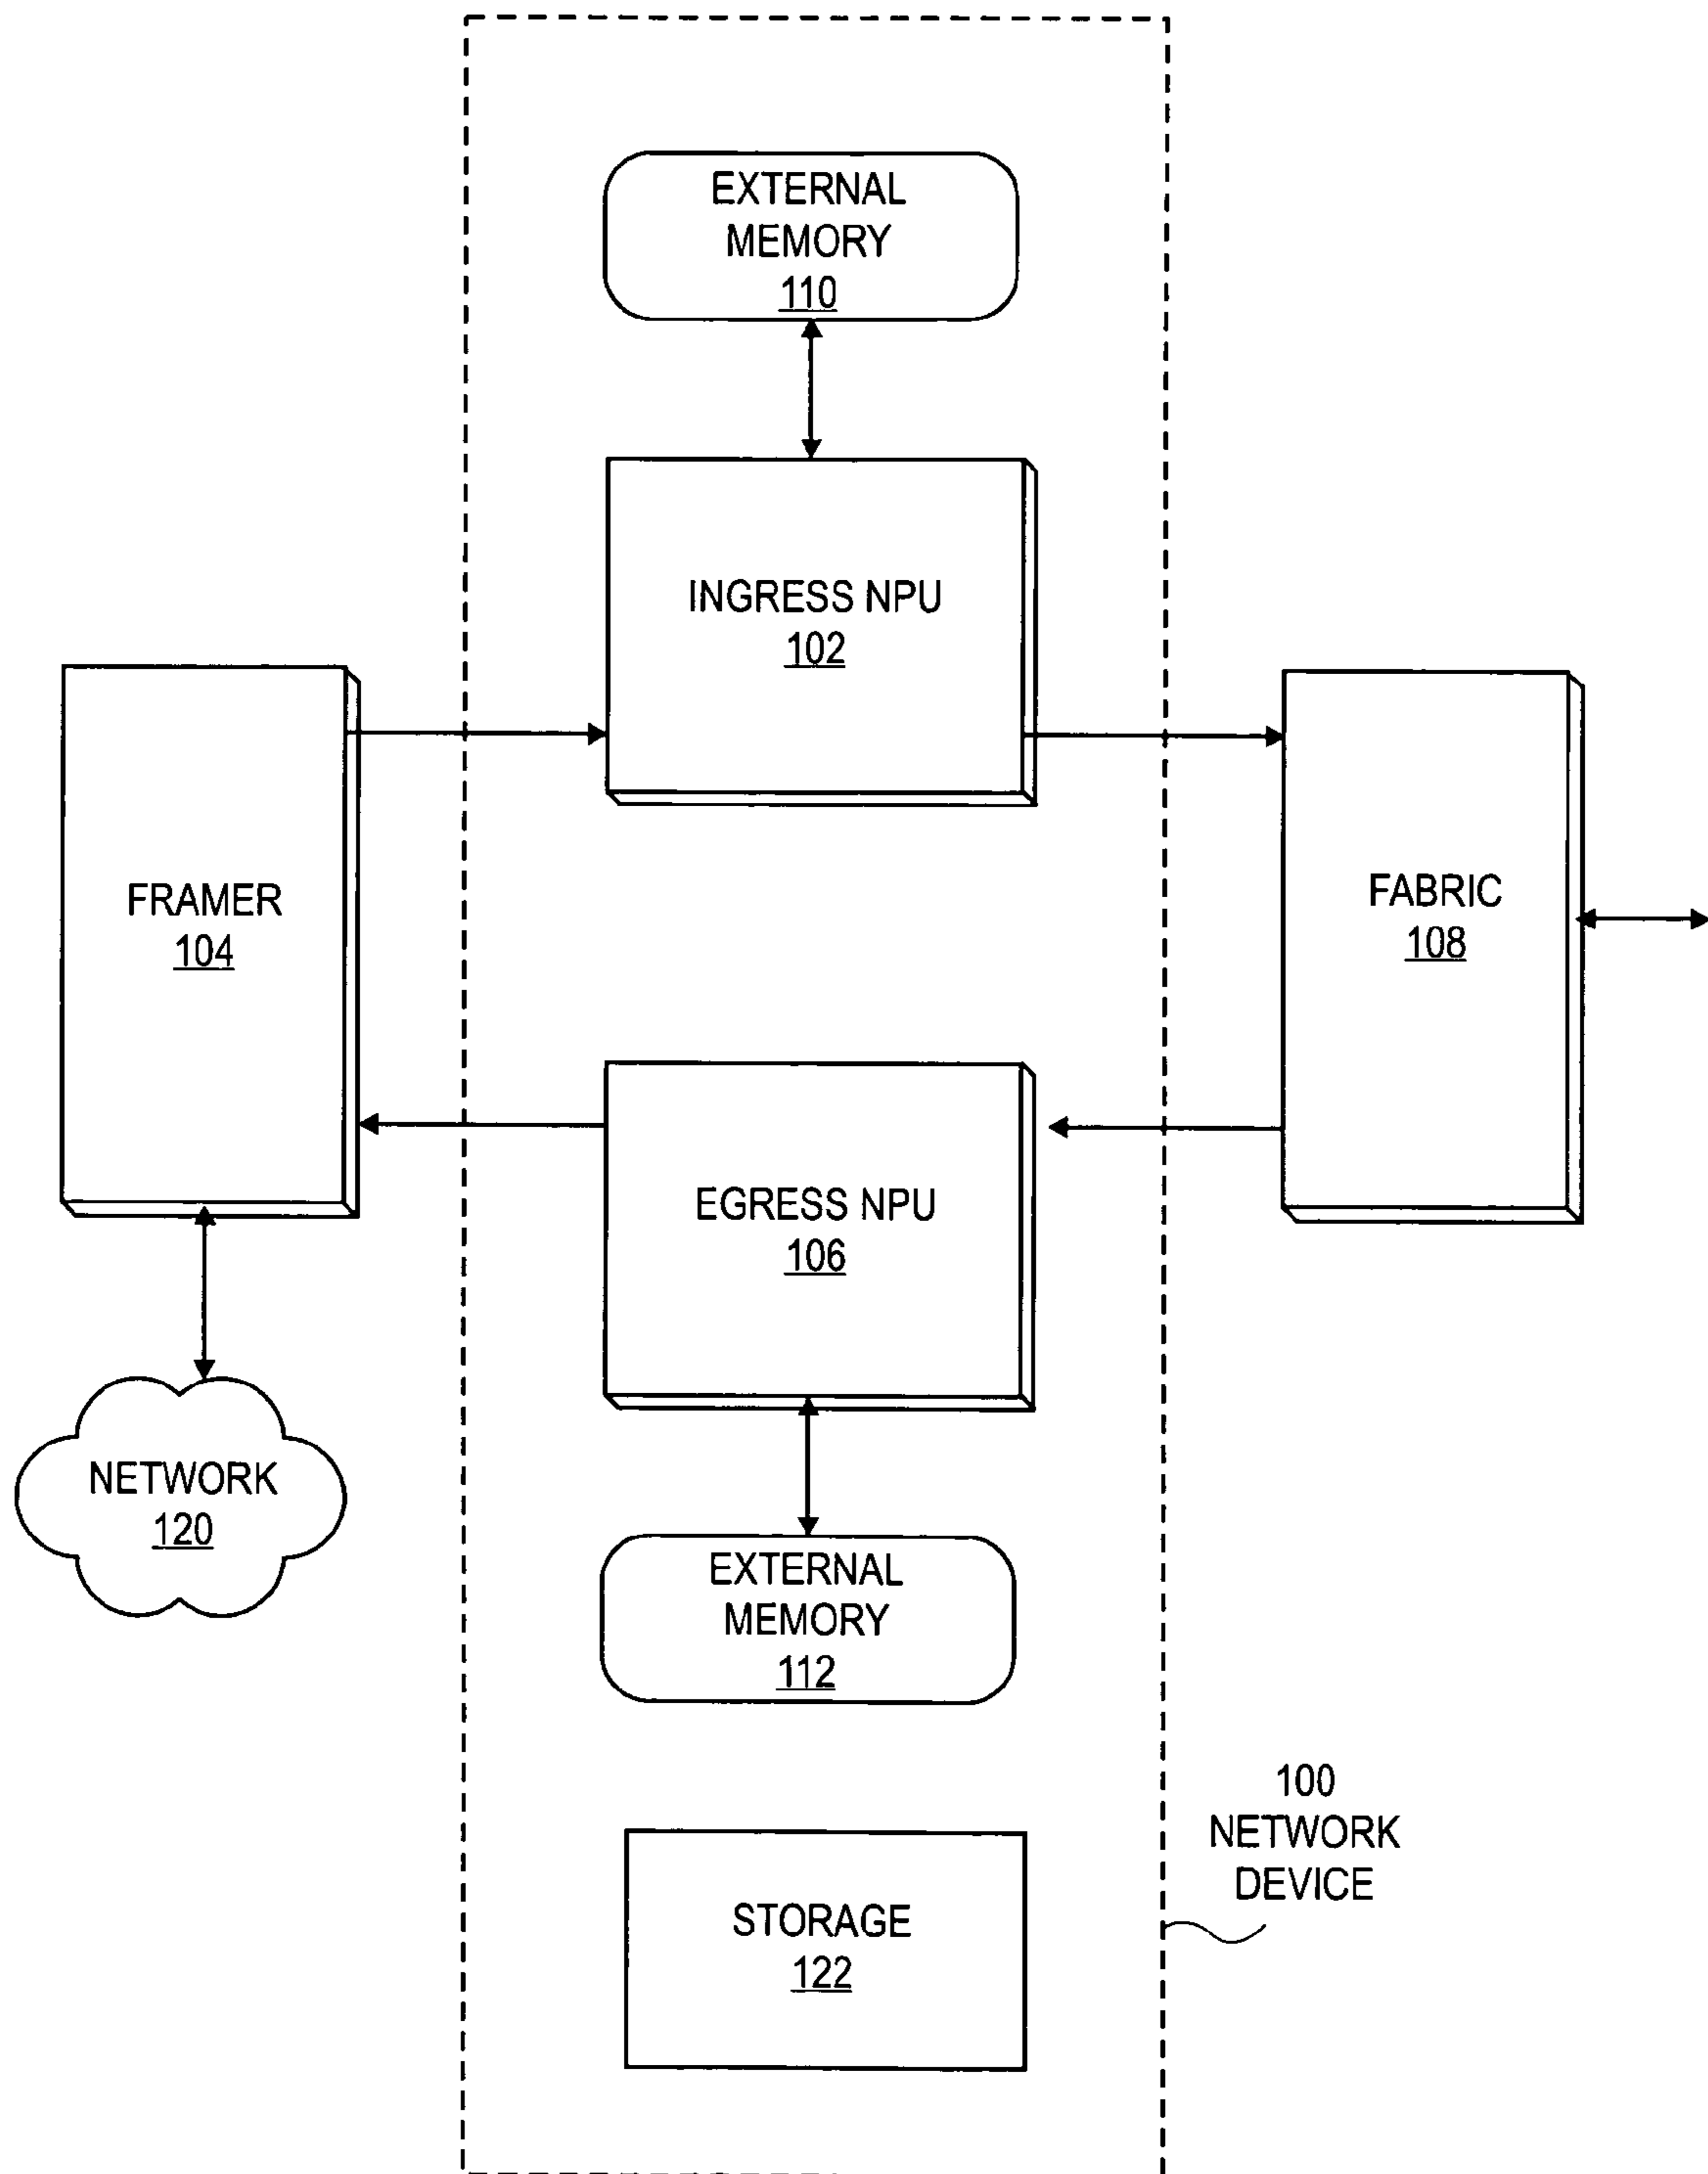 EXTERNAL
MEMORY
110
INGRESS NPU
102
FRAMER
104
FABRIC
108
EGRESS NPU
106
NETWORK
120
EXTERNAL
MEMORY
112
100
NETWORK
DEVICE
STORAGE
122